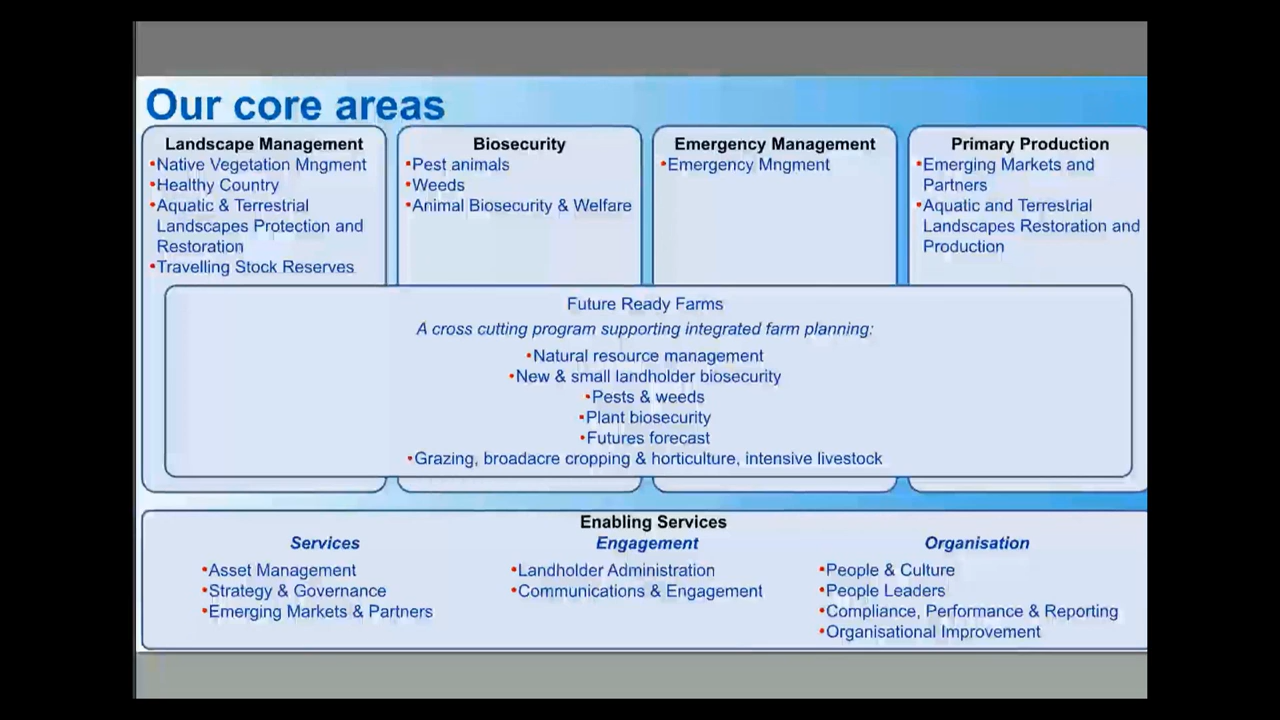 Our core areas
Landscape Management
•Native Vegetation Mngment
•Healthy Country
•Aquatic & Terrestrial
Landscapes Protection and
Restoration
•Travelling Stock Reserves
Biosecurity
•Pest animals
•Weeds
•Animal Biosecurity & Welfare
Emergency Management
•Emergency Mngment
Primary Production
•Emerging Markets and
Partners
•Aquatic and Terrestrial
Landscapes Restoration and
Production
Future Ready Farms
A cross cutting program supporting integrated farm planning:
•Natural resource management
•New & small landholder biosecurity
•Pests & weeds
•Plant biosecurity
•Futures forecast
•Grazing, broadacre cropping & horticulture, intensive livestock
Enabling Services
Services
•Asset Management
•Strategy & Governance
•Emerging Markets & Partners
Engagement
•Landholder Administration
•Communications & Engagement
Organisation
•People & Culture
•People Leaders
•Compliance, Performance & Reporting
•Organisational Improvement